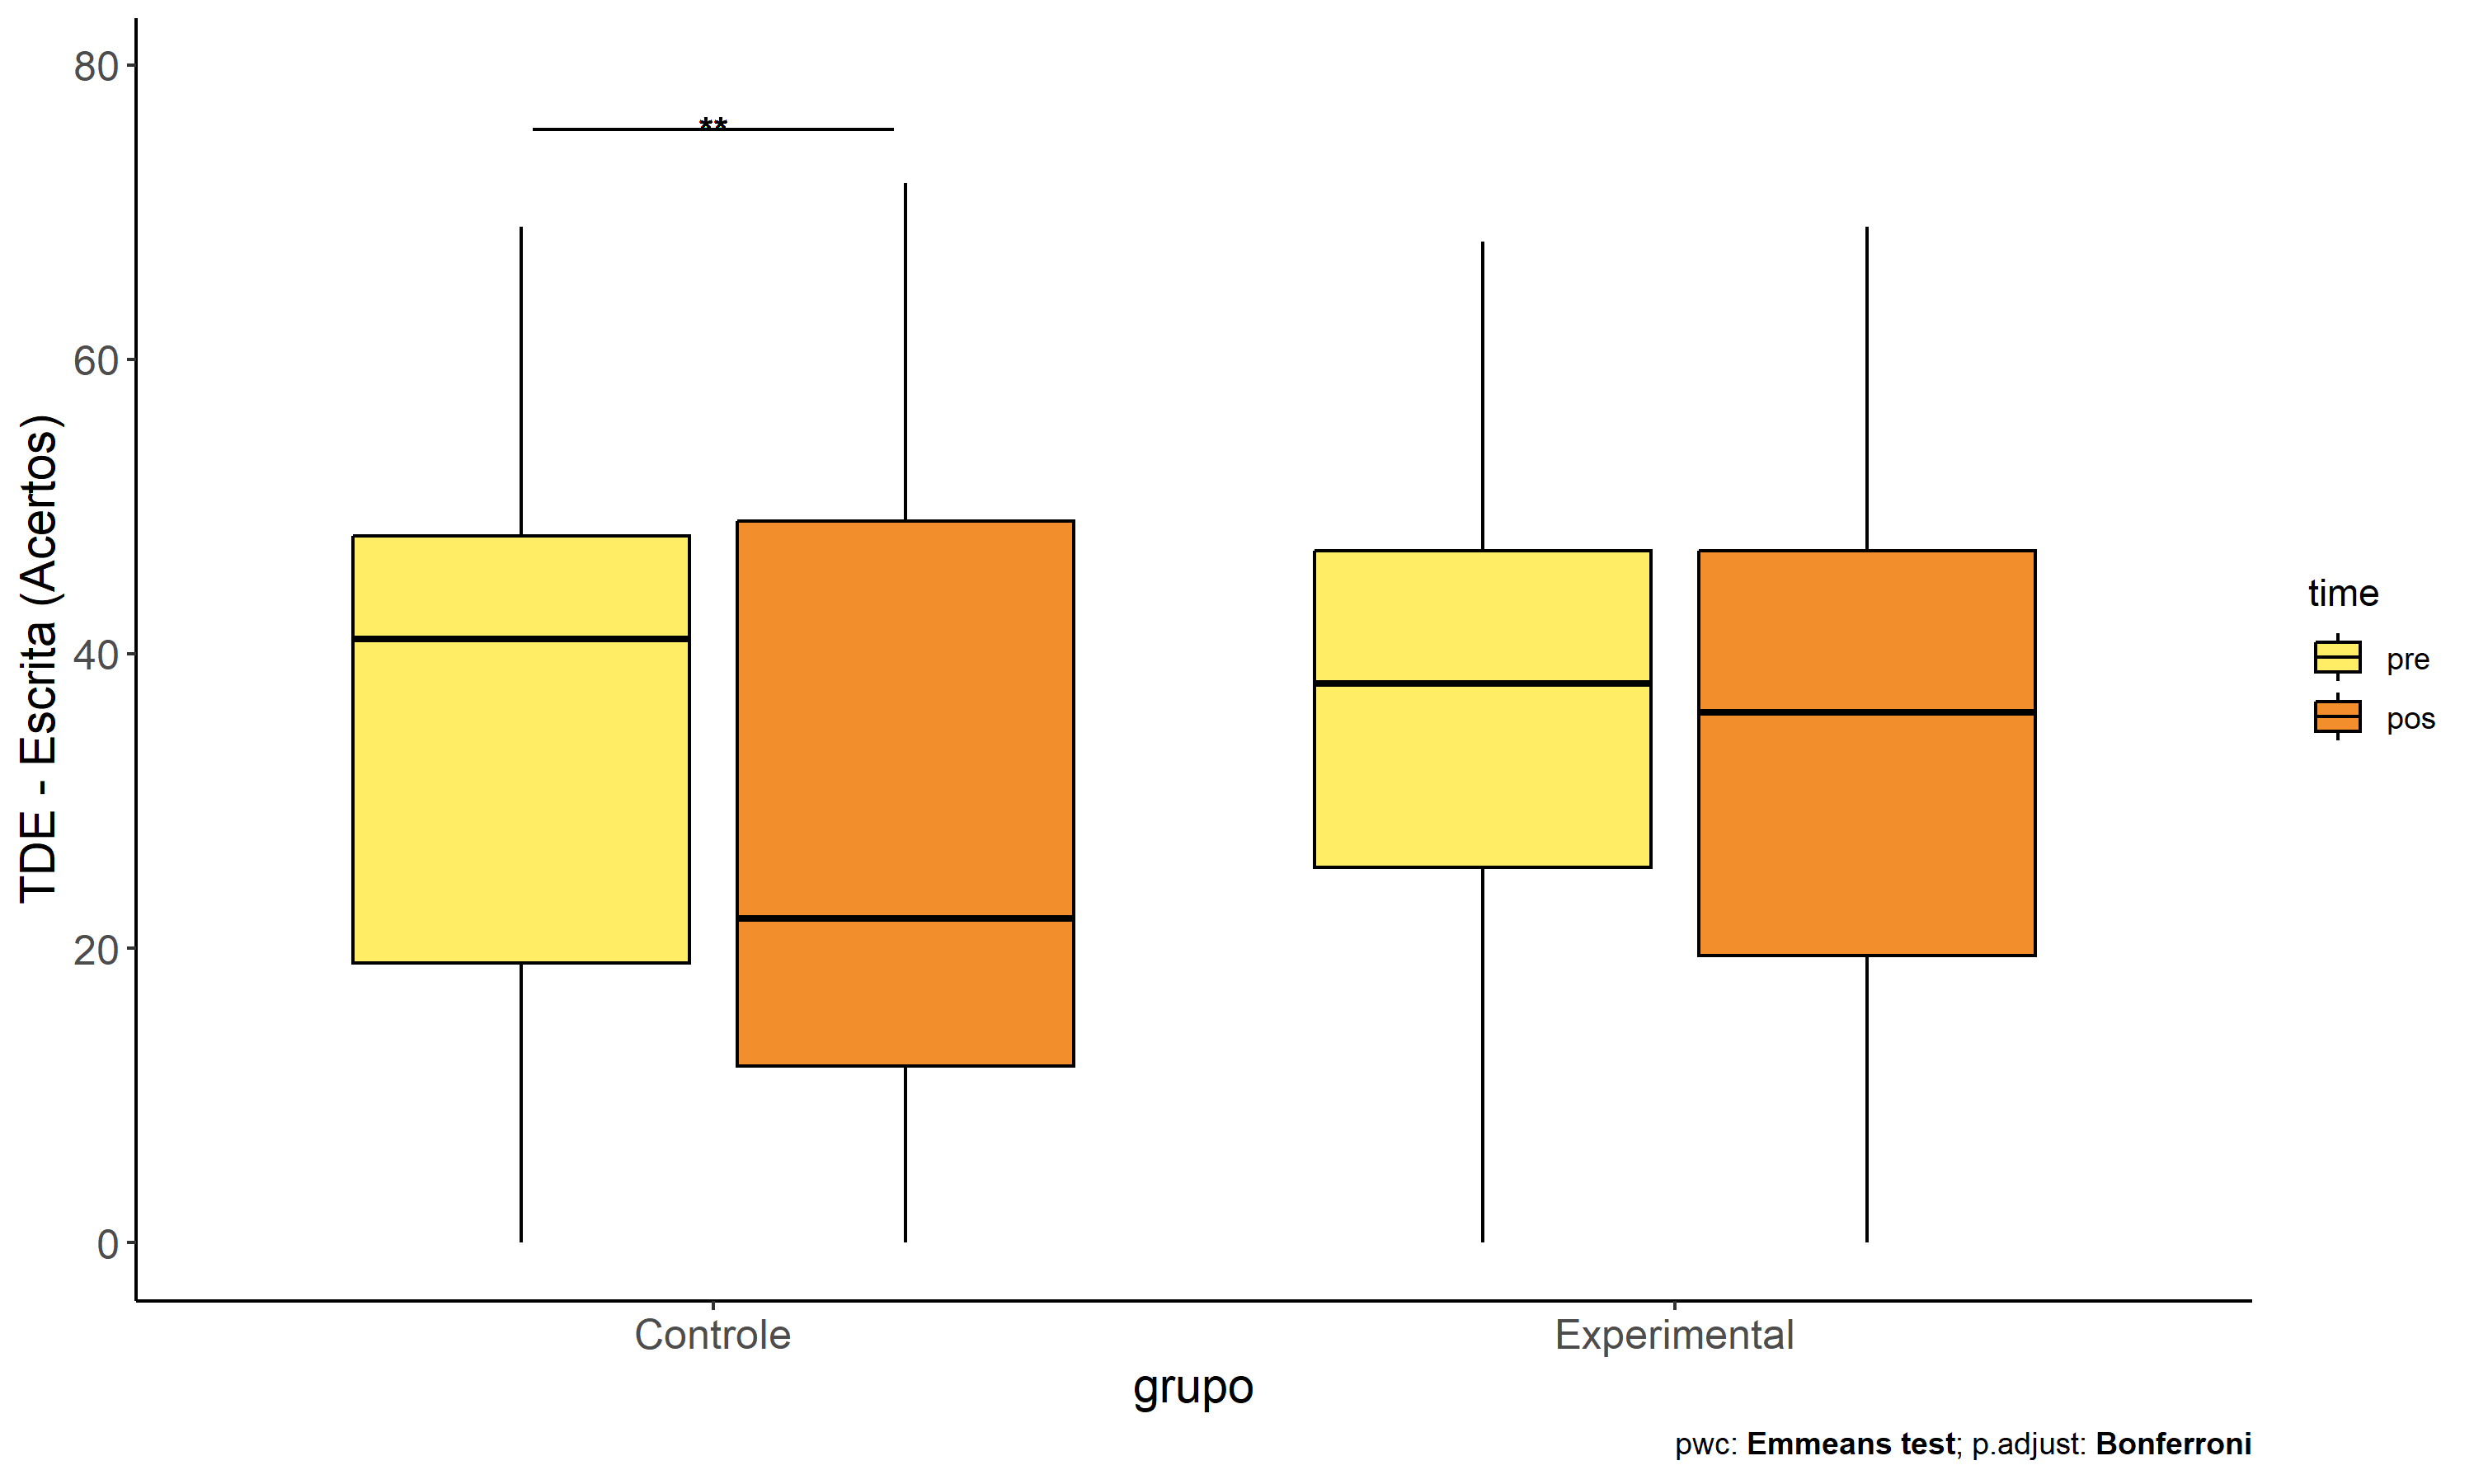 TDE - Escrita (Acertos)
80
60
40
20
0
**
Controle
Experimental
grupo
time
pre
pos
pwc: Emmeans test; p.adjust: Bonferroni